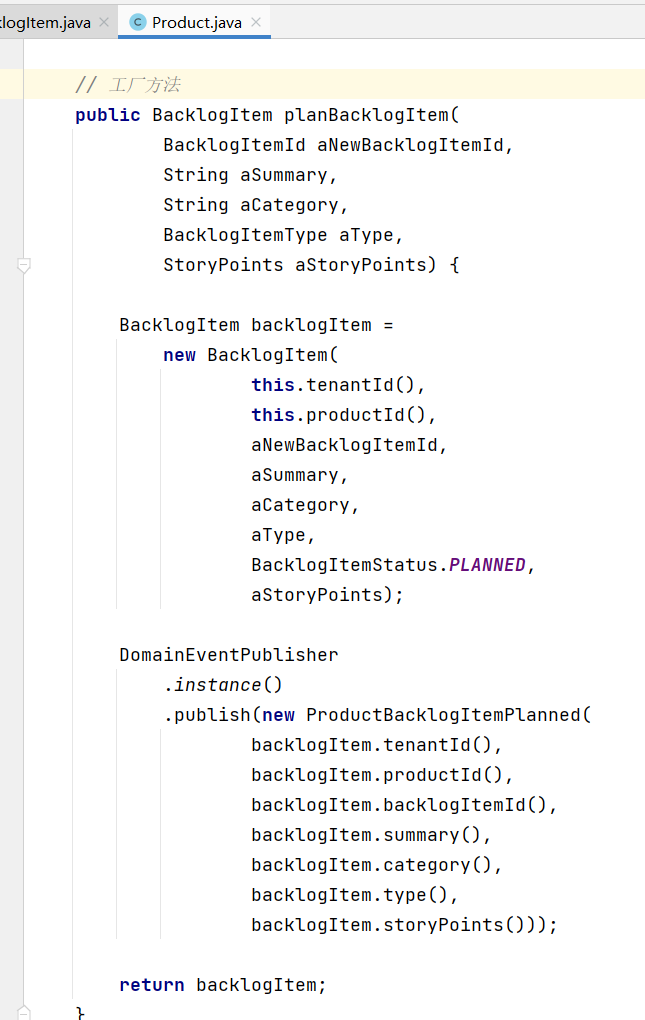 klogItem.java × C Product.java ×
// 工厂方法
public BacklogItem planBacklogItem(
BacklogItemId aNewBacklogItemId,
String aSummary,
String aCategory,
BacklogItemType aType,
StoryPoints aStoryPoints) {
BacklogItem backlogItem =
new BacklogItem(
this.tenantId(),
this.productId(),
aNewBacklogItemId,
aSummary,
aCategory,
aType,
BacklogItemStatus.PLANNED,
aStoryPoints);
DomainEventPublisher
.instance()
.publish(new ProductBacklogItemPlanned(
backlogItem.tenantId(),
backlogItem.productId(),
backlogItem.backlogItemId(),
backlogItem.summary(),
backlogItem.category(),
backlogItem.type(),
backlogItem.storyPoints()));
return backlogItem;
}